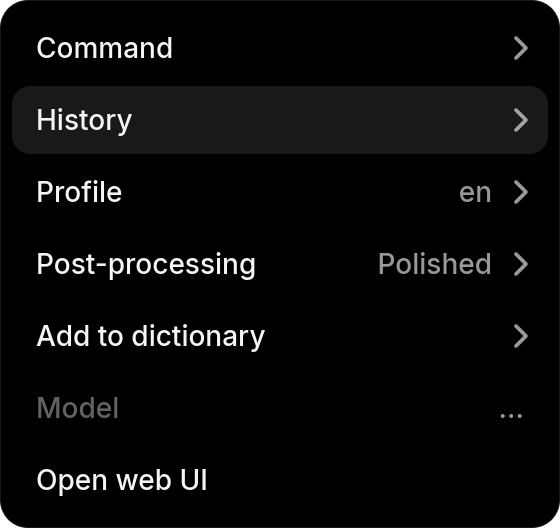 Command
History
Profile en
Post-processing Polished
Add to dictionary
Model ...
Open web UI